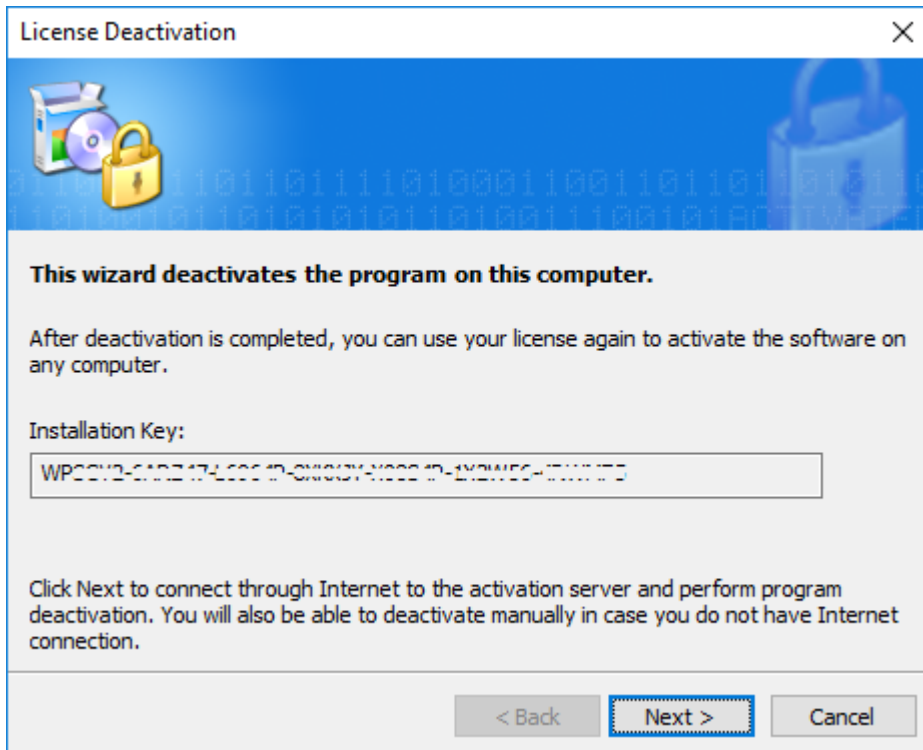 License Deactivation
This wizard deactivates the program on this computer.
After deactivation is completed, you can use your license again to activate the software on
any computer.
Installation Key:
Click Next to connect through Internet to the activation server and perform program
deactivation. You will also be able to deactivate manually in case you do not have Internet
connection.
< Back
Next >
Cancel